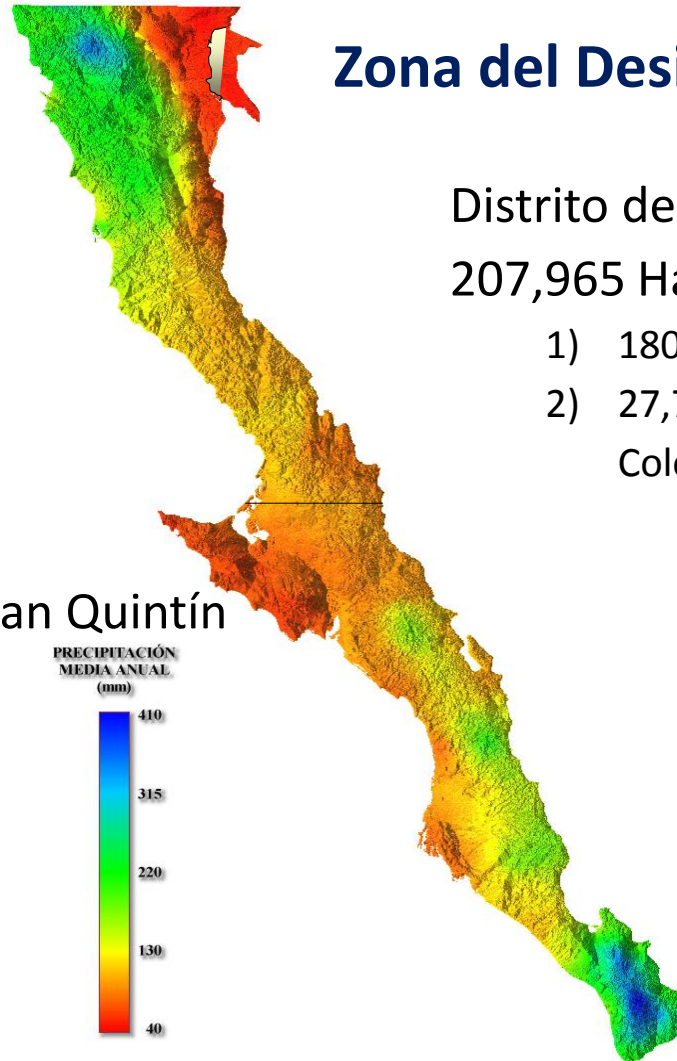 Zona del Desi
Distrito de
207,965 Ha
1) 180
2) 27,7
Colo
an Quintín
PRECIPITACIÓN
MEDIA ANUAL
(mm)
410
315
220
130
40